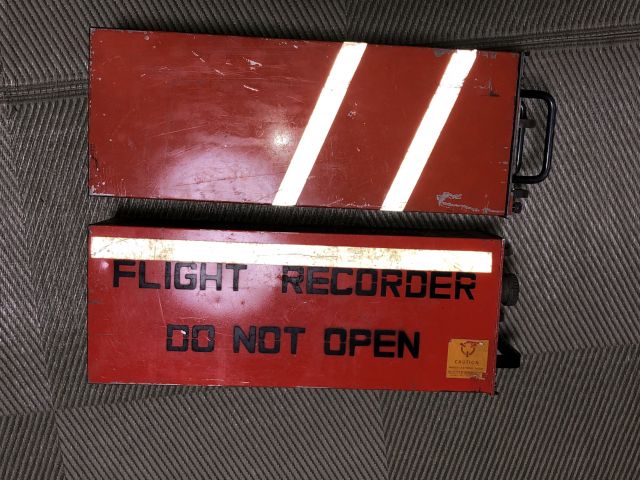 FLIGHT RECORDER
DO NOT OPEN
CAUTION